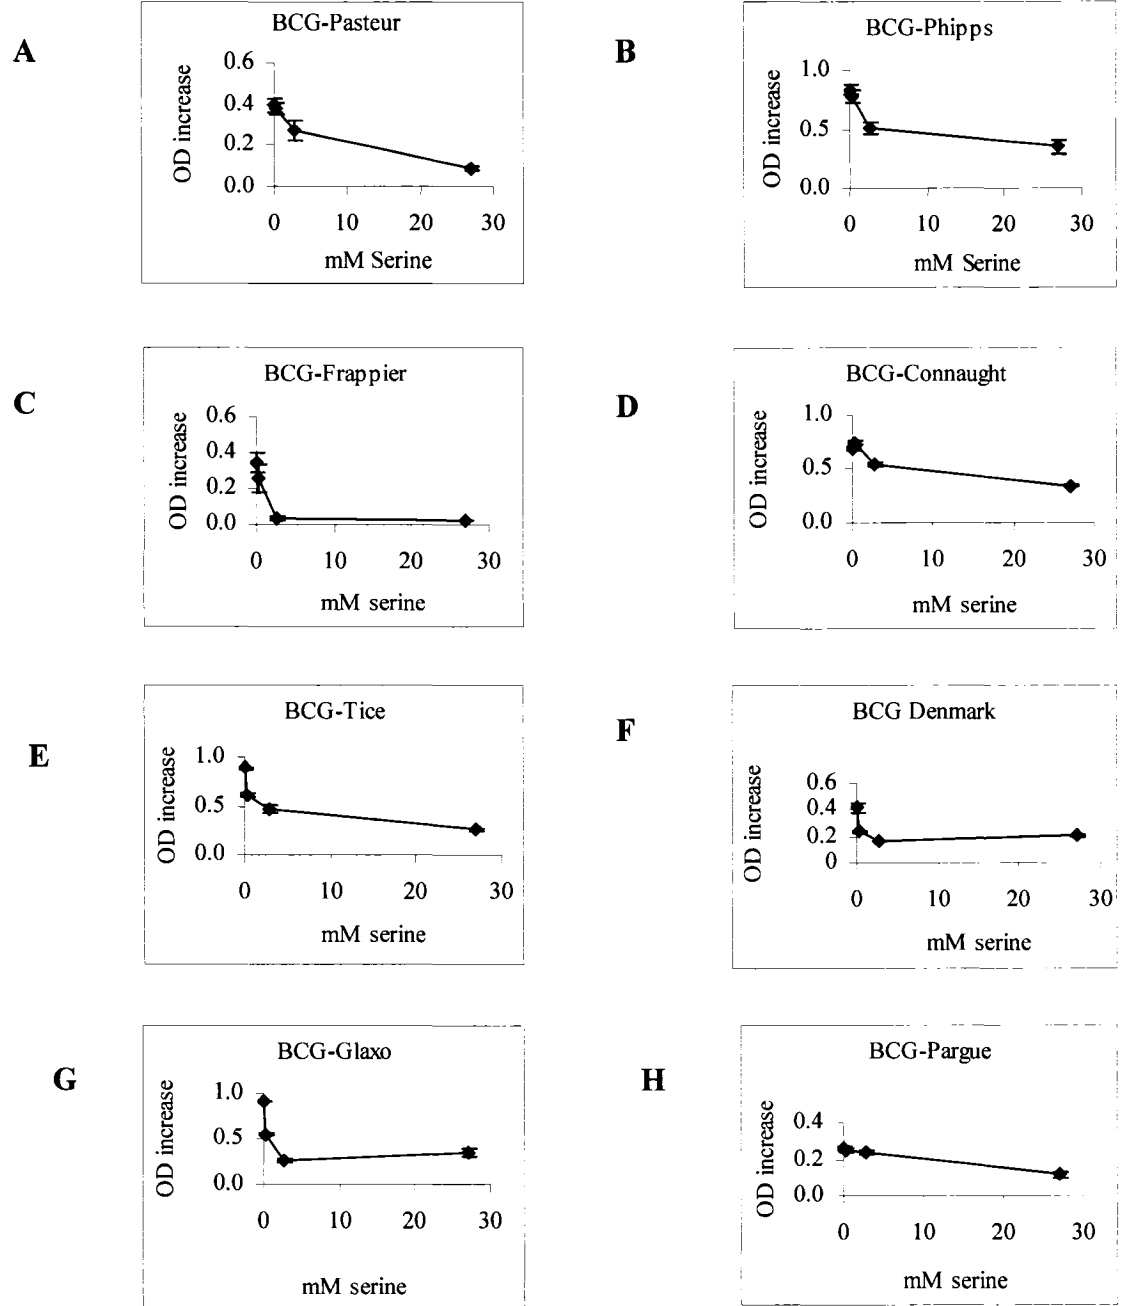 A
BCG-Pasteur
OD increase
0.6
0.4
0.2
0.0
0 10 20 30
mM Serine
B
BCG-Phipps
OD increase
1.0
0.5
0.0
0 10 20 30
mM Serine
C
BCG-Frappier
OD increase
0.6
0.4
0.2
0.0
0 10 20 30
mM serine
D
BCG-Connaught
OD increase
1.0
0.5
0.0
0 10 20 30
mM serine
E
BCG-Tice
OD increase
1.0
0.5
0.0
0 10 20 30
mM serine
F
BCG Denmark
OD increase
0.6
0.4
0.2
0
0 10 20 30
mM serine
G
BCG-Glaxo
OD increase
1.0
0.5
0.0
0 10 20 30
mM serine
H
BCG-Pargue
OD increase
0.4
0.2
0.0
0 10 20 30
mM serine